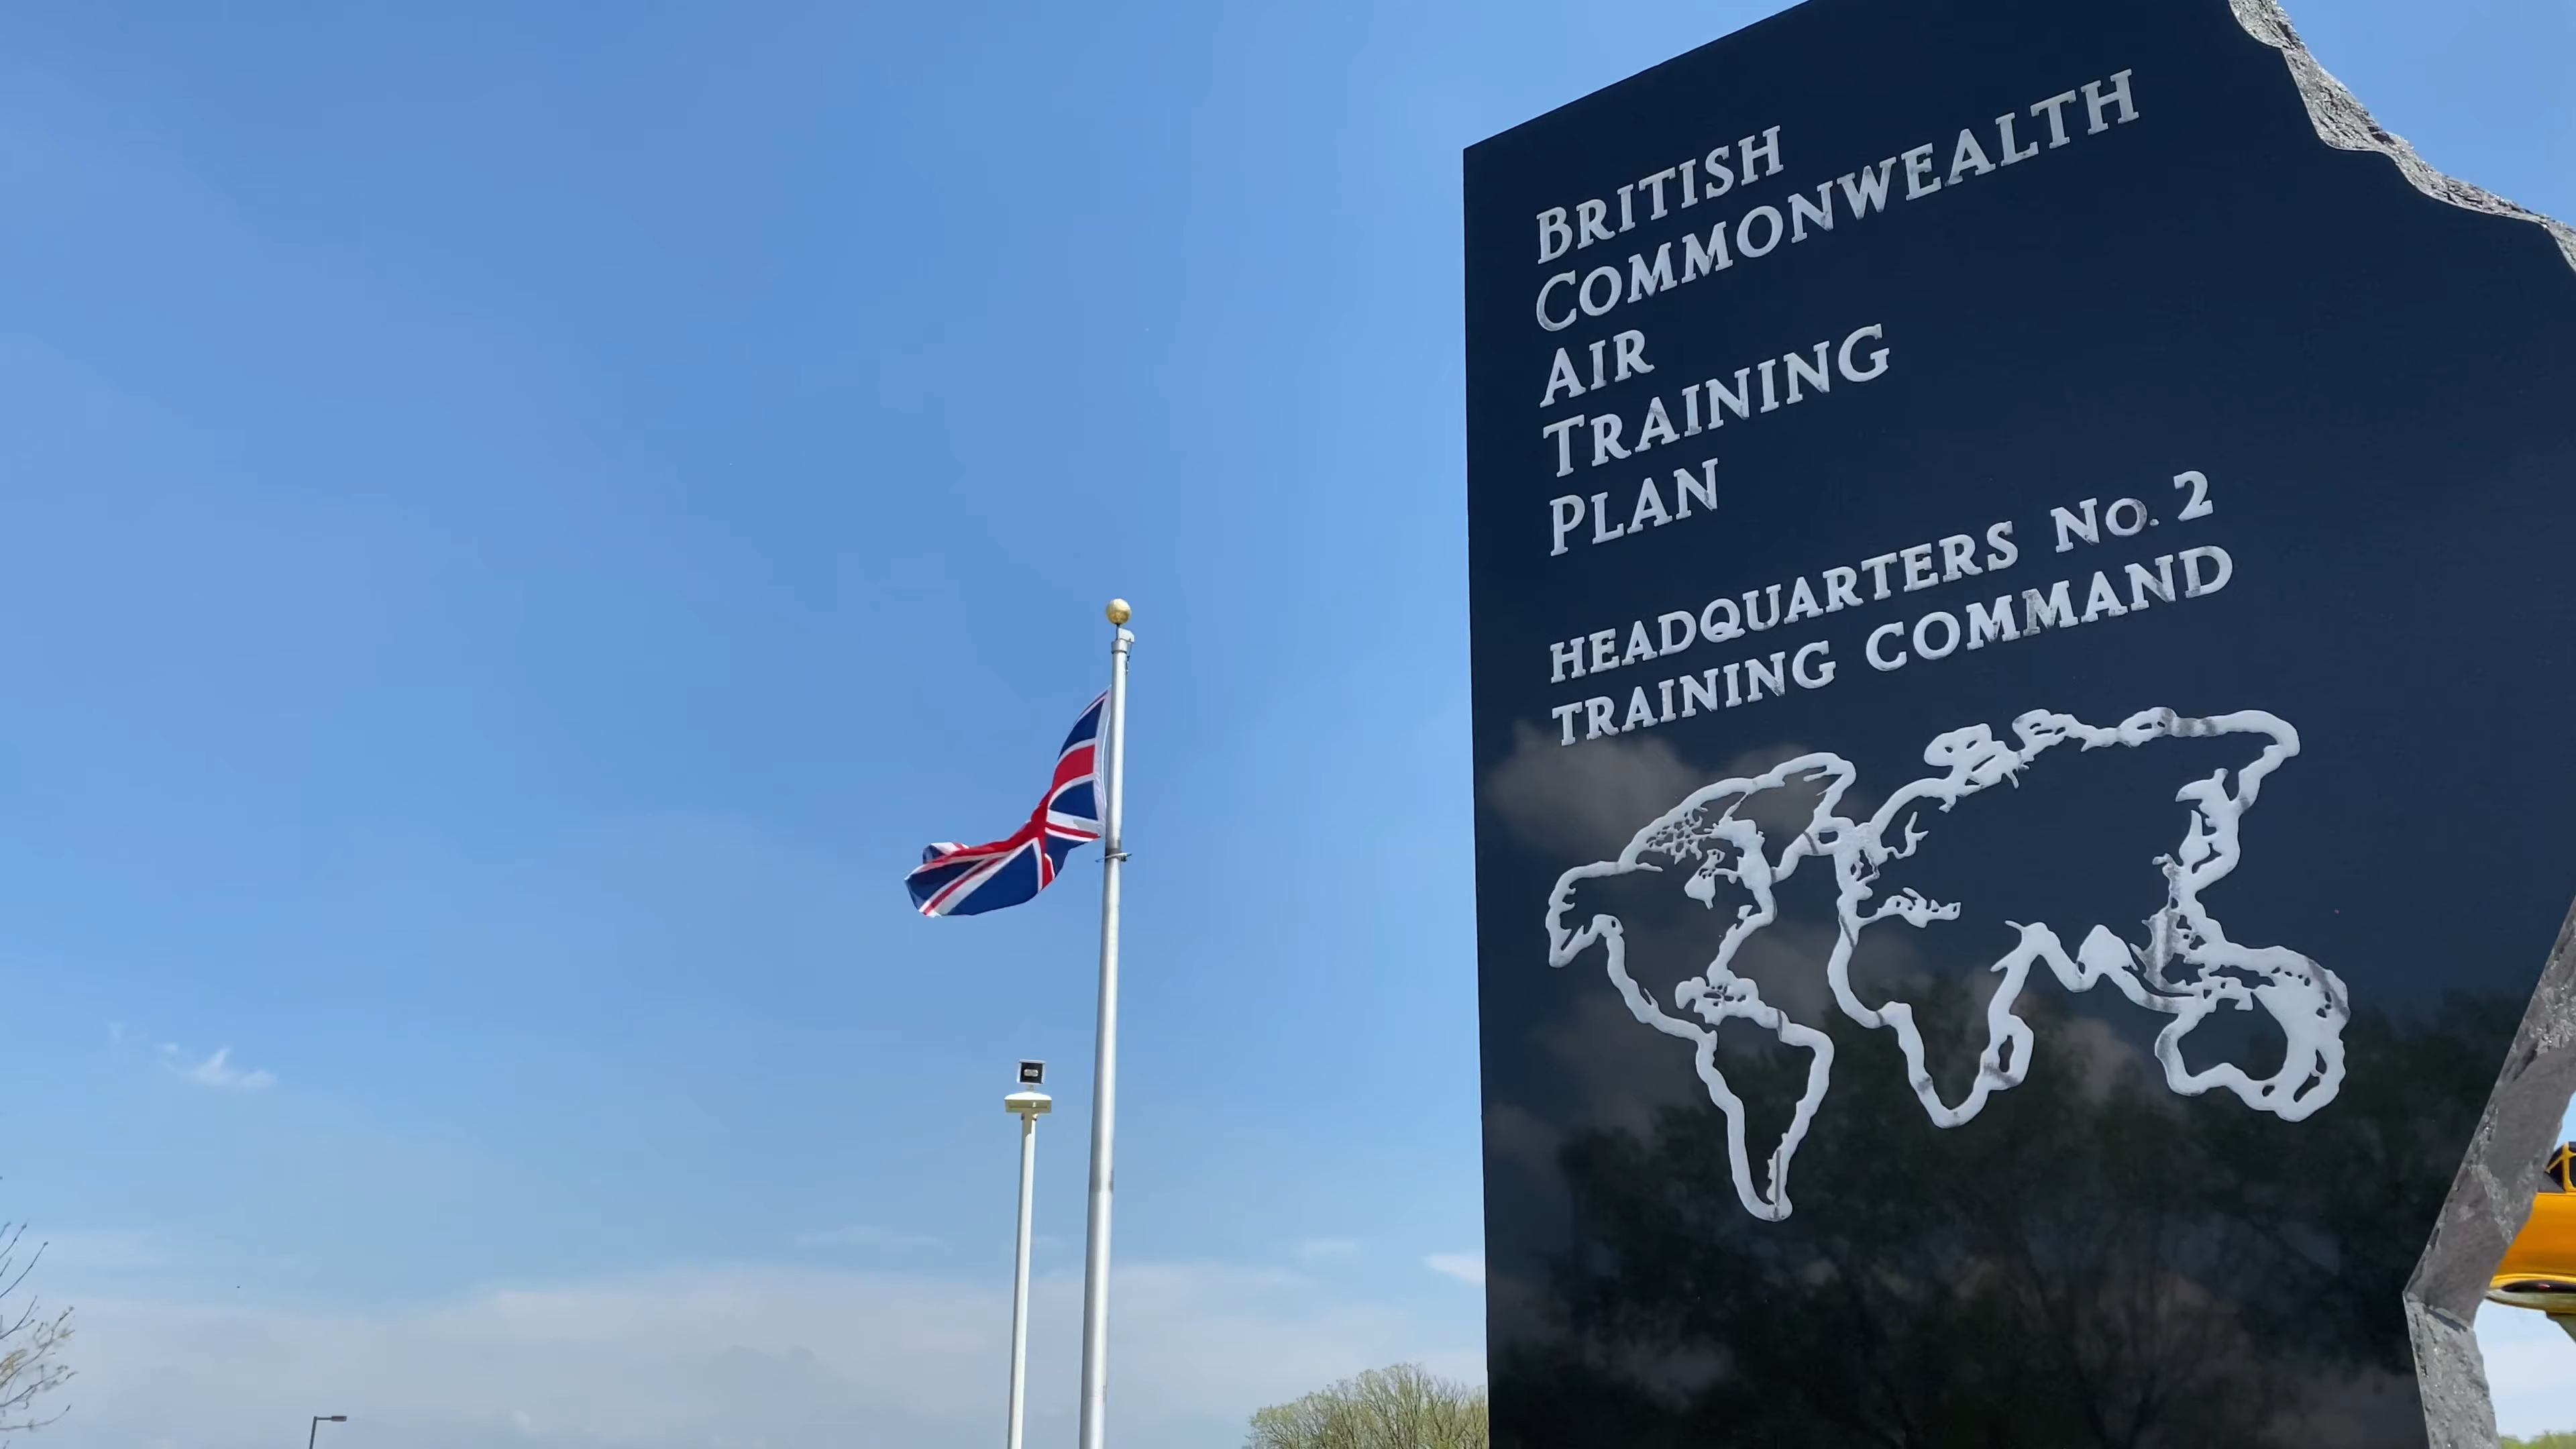 BRITISH
COMMONWEALTH
AIR
TRAINING
PLAN
HEADQUARTERS No. 2
TRAINING COMMAND